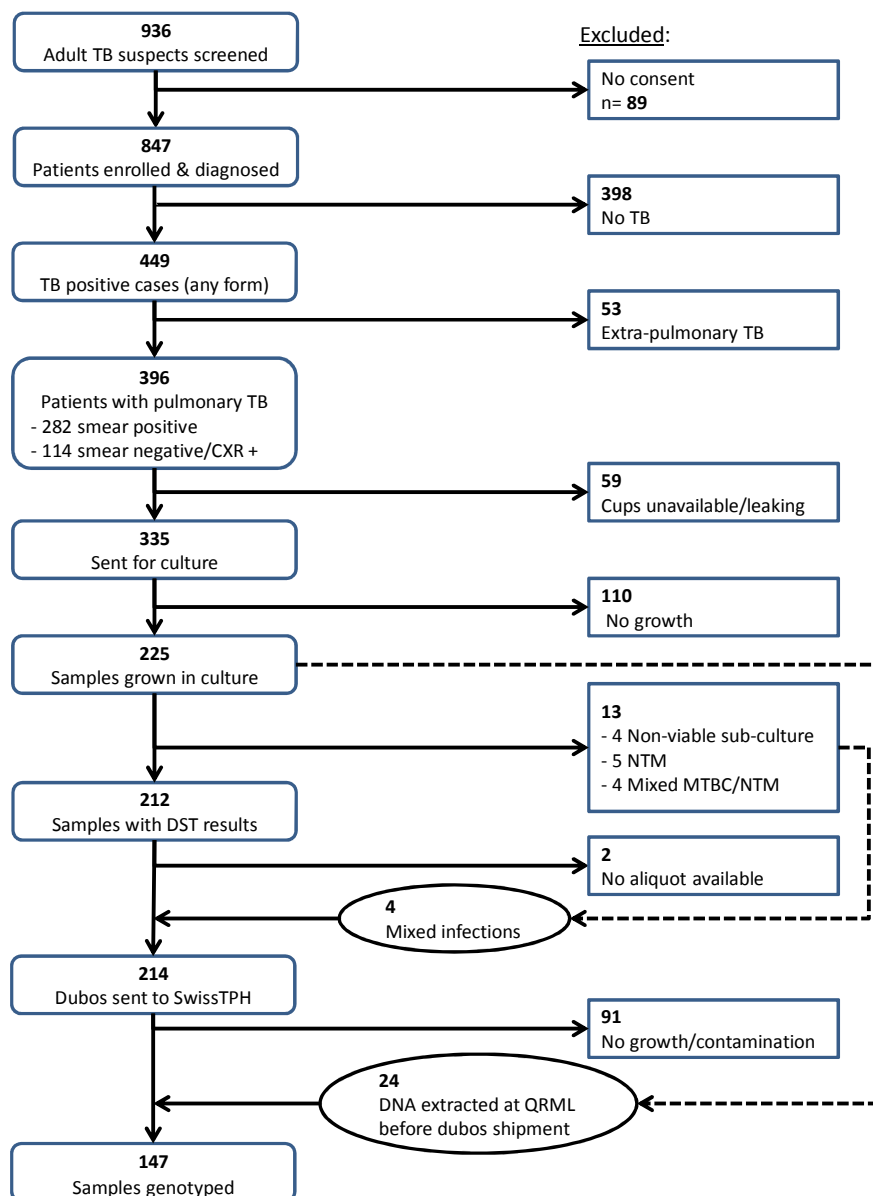 936
Adult TB suspects screened
Excluded:
No consent
n= 89
847
Patients enrolled & diagnosed
398
No TB
449
TB positive cases (any form)
53
Extra-pulmonary TB
396
Patients with pulmonary TB
- 282 smear positive
- 114 smear negative/CXR +
59
Cups unavailable/leaking
335
Sent for culture
110
No growth
225
Samples grown in culture
13
- 4 Non-viable sub-culture
- 5 NTM
- 4 Mixed MTBC/NTM
212
Samples with DST results
2
No aliquot available
4
Mixed infections
214
Dubos sent to SwissTPH
91
No growth/contamination
24
DNA extracted at QRML
before dubos shipment
147
Samples genotyped